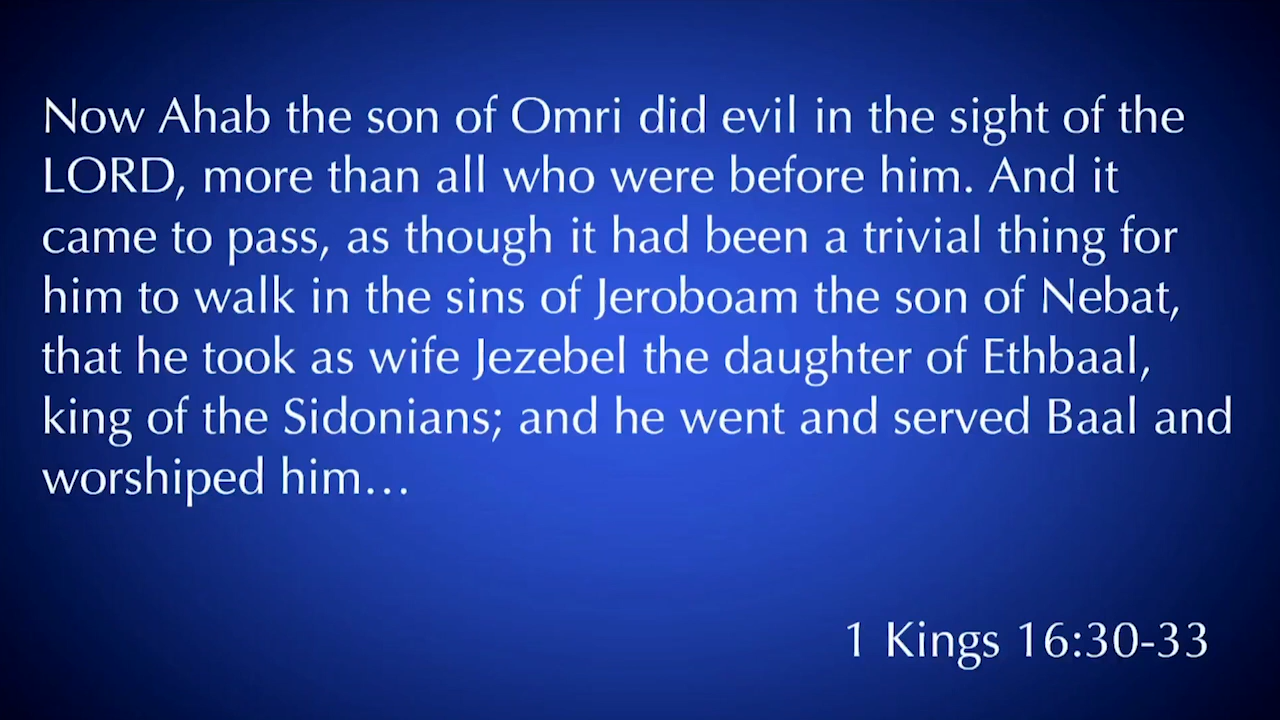 Now Ahab the son of Omri did evil in the sight of the
LORD, more than all who were before him. And it
came to pass, as though it had been a trivial thing for
him to walk in the sins of Jeroboam the son of Nebat,
that he took as wife Jezebel the daughter of Ethbaal,
king of the Sidonians; and he went and served Baal and
worshiped him…
1 Kings 16:30-33